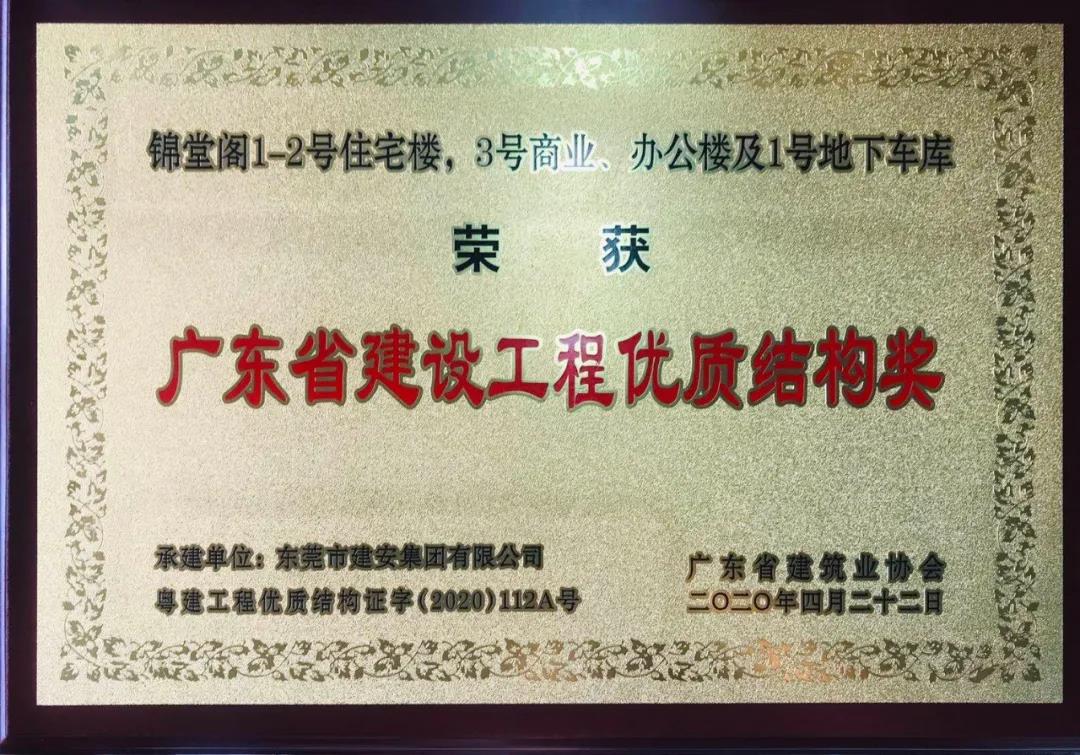 锦堂阁1-2号住宅楼，3号商业、办公楼及1号地下车库
荣 获
广东省建设工程优质结构奖
承建单位：东莞市建安集团有限公司
粤建工程优质结构证字(2020)112A号
广东省建筑业协会
二〇二〇年四月二十二日